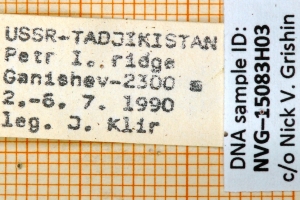 USSR-TADJIKISTAN
Petr I. ridge
Ganishev-2300 m
2.-6. 7. 1990
leg. J. Klir
DNA sample ID:
NVG-15083H03
c/o Nick V. Grishin